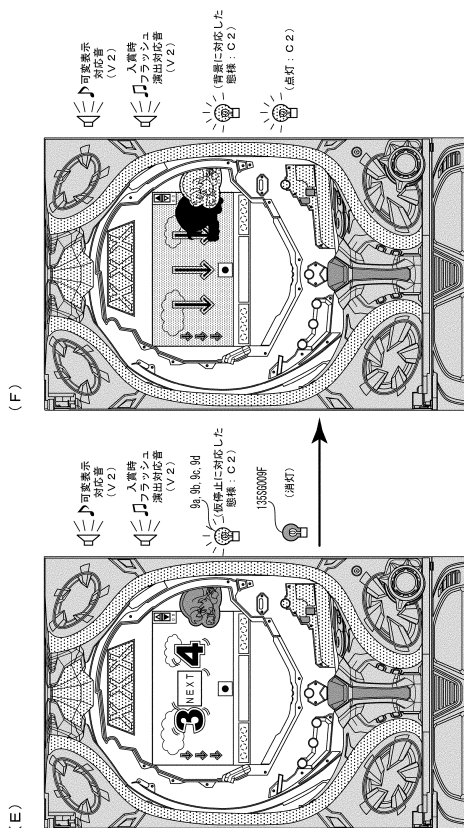 (E)
♪可変表示
対応音
(V2)
♫入賞時
フラッシュ
演出対応音
(V2)
9a,9b,9c,9d
(仮停止に対応した
態様：C2)
135SG009F
(消灯)
3
NEXT
4
(F)
♪可変表示
対応音
(V2)
♫入賞時
フラッシュ
演出対応音
(V2)
(背景に対応した
態様：C2)
(点灯：C2)